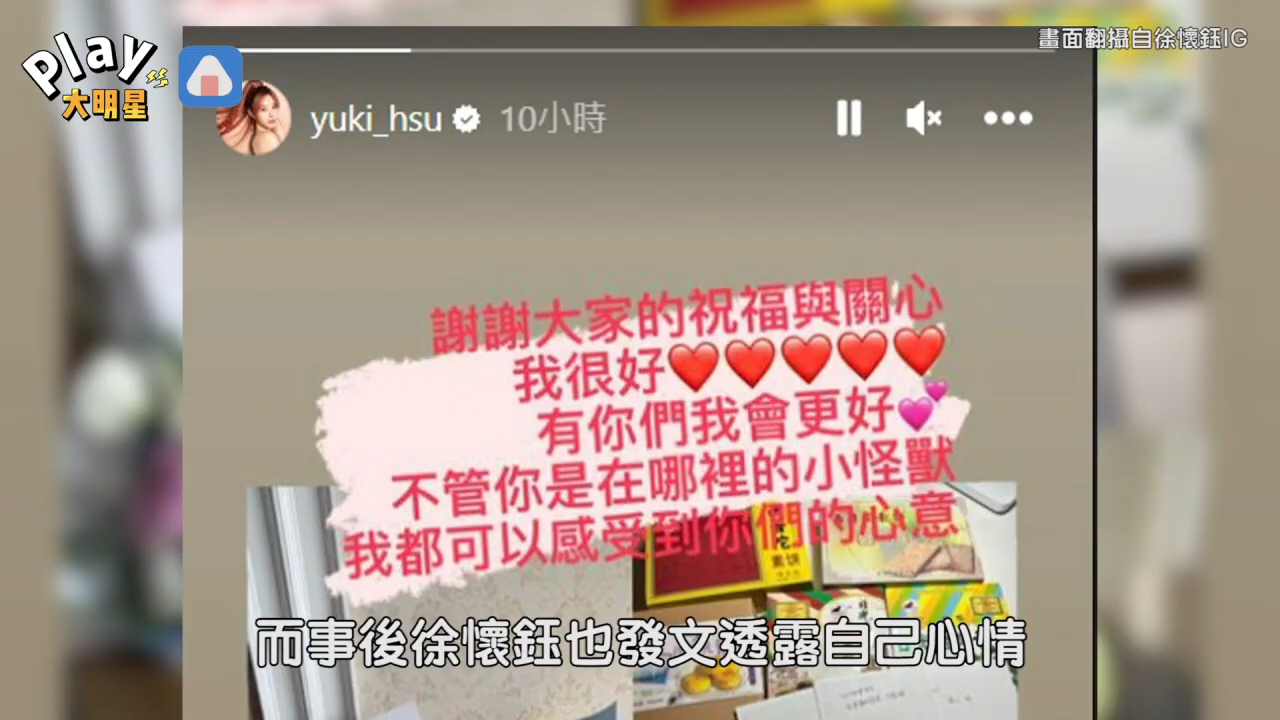 Play
大明星
畫面翻攝自徐懷鈺IG
yuki_hsu
10小時
謝謝大家的祝福與關心
我很好❤️❤️❤️❤️❤️
有你們我會更好💕
不管你是在哪裡的小怪獸
我都可以感受到你們的心意
素饼
而事後徐懷鈺也發文透露自己心情